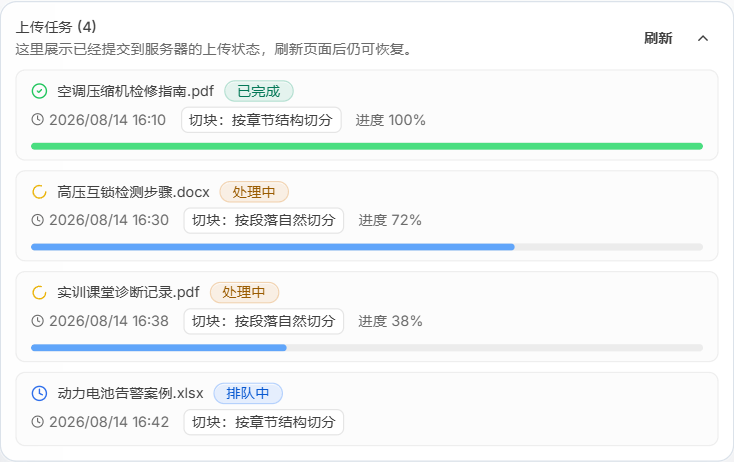 上传任务 (4)
这里展示已经提交到服务器的上传状态，刷新页面后仍可恢复。
刷新
空调压缩机检修指南.pdf 已完成
2026/08/14 16:10 切块：按章节结构切分 进度 100%
高压互锁检测步骤.docx 处理中
2026/08/14 16:30 切块：按段落自然切分 进度 72%
实训课堂诊断记录.pdf 处理中
2026/08/14 16:38 切块：按段落自然切分 进度 38%
动力电池告警案例.xlsx 排队中
2026/08/14 16:42 切块：按章节结构切分